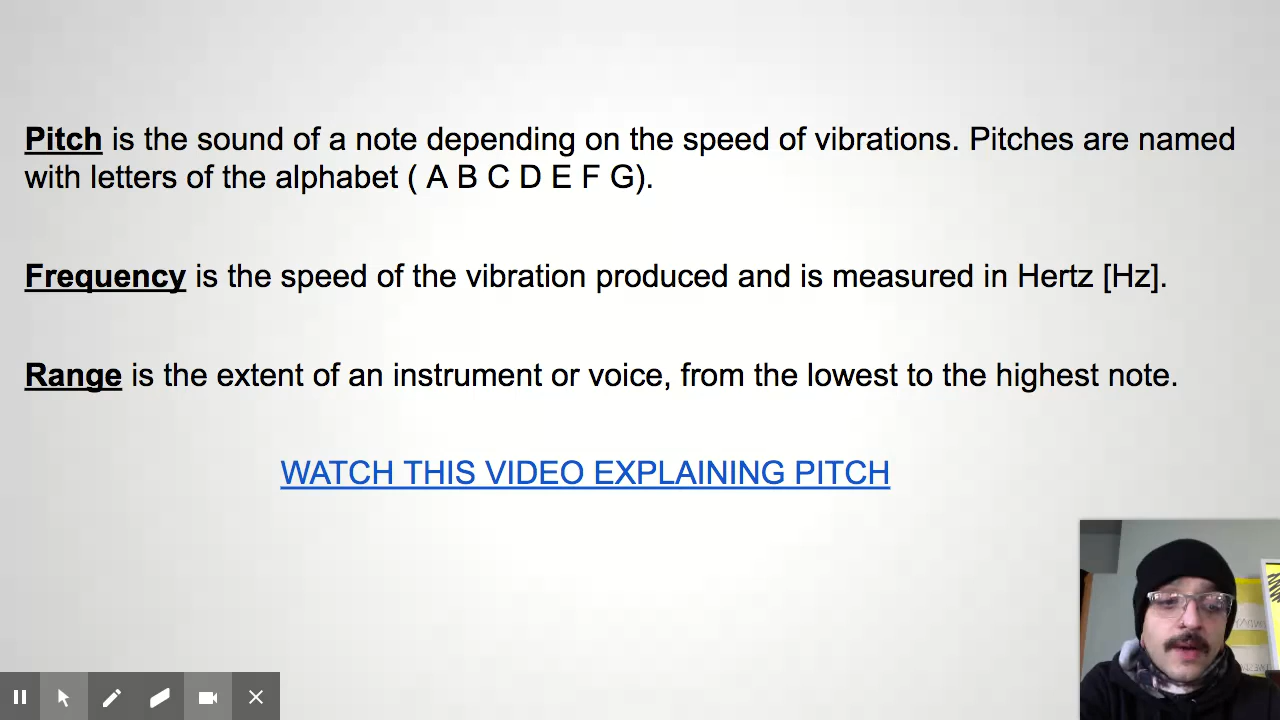 Pitch is the sound of a note depending on the speed of vibrations. Pitches are named
with letters of the alphabet ( A B C D E F G).
Frequency is the speed of the vibration produced and is measured in Hertz [Hz].
Range is the extent of an instrument or voice, from the lowest to the highest note.
WATCH THIS VIDEO EXPLAINING PITCH